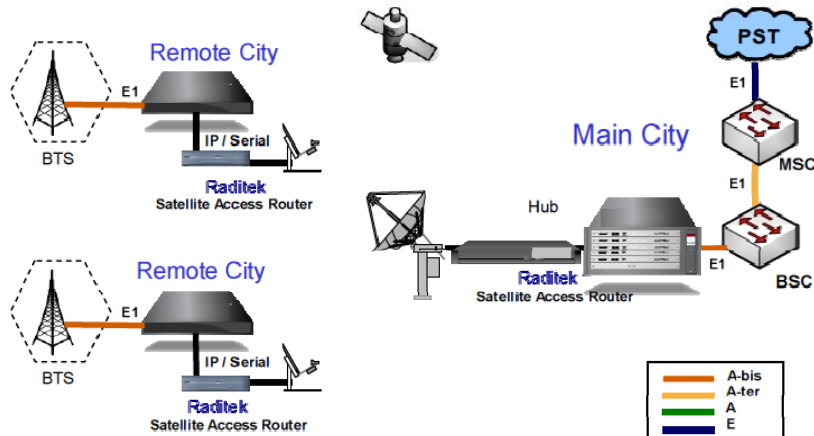 Remote City
E1
BTS
IP / Serial
Raditek
Satellite Access Router
Remote City
E1
BTS
IP / Serial
Raditek
Satellite Access Router
PST
E1
Main City
MSC
E1
Hub
E1
BSC
Raditek
Satellite Access Router
A-bis
A-ter
A
E